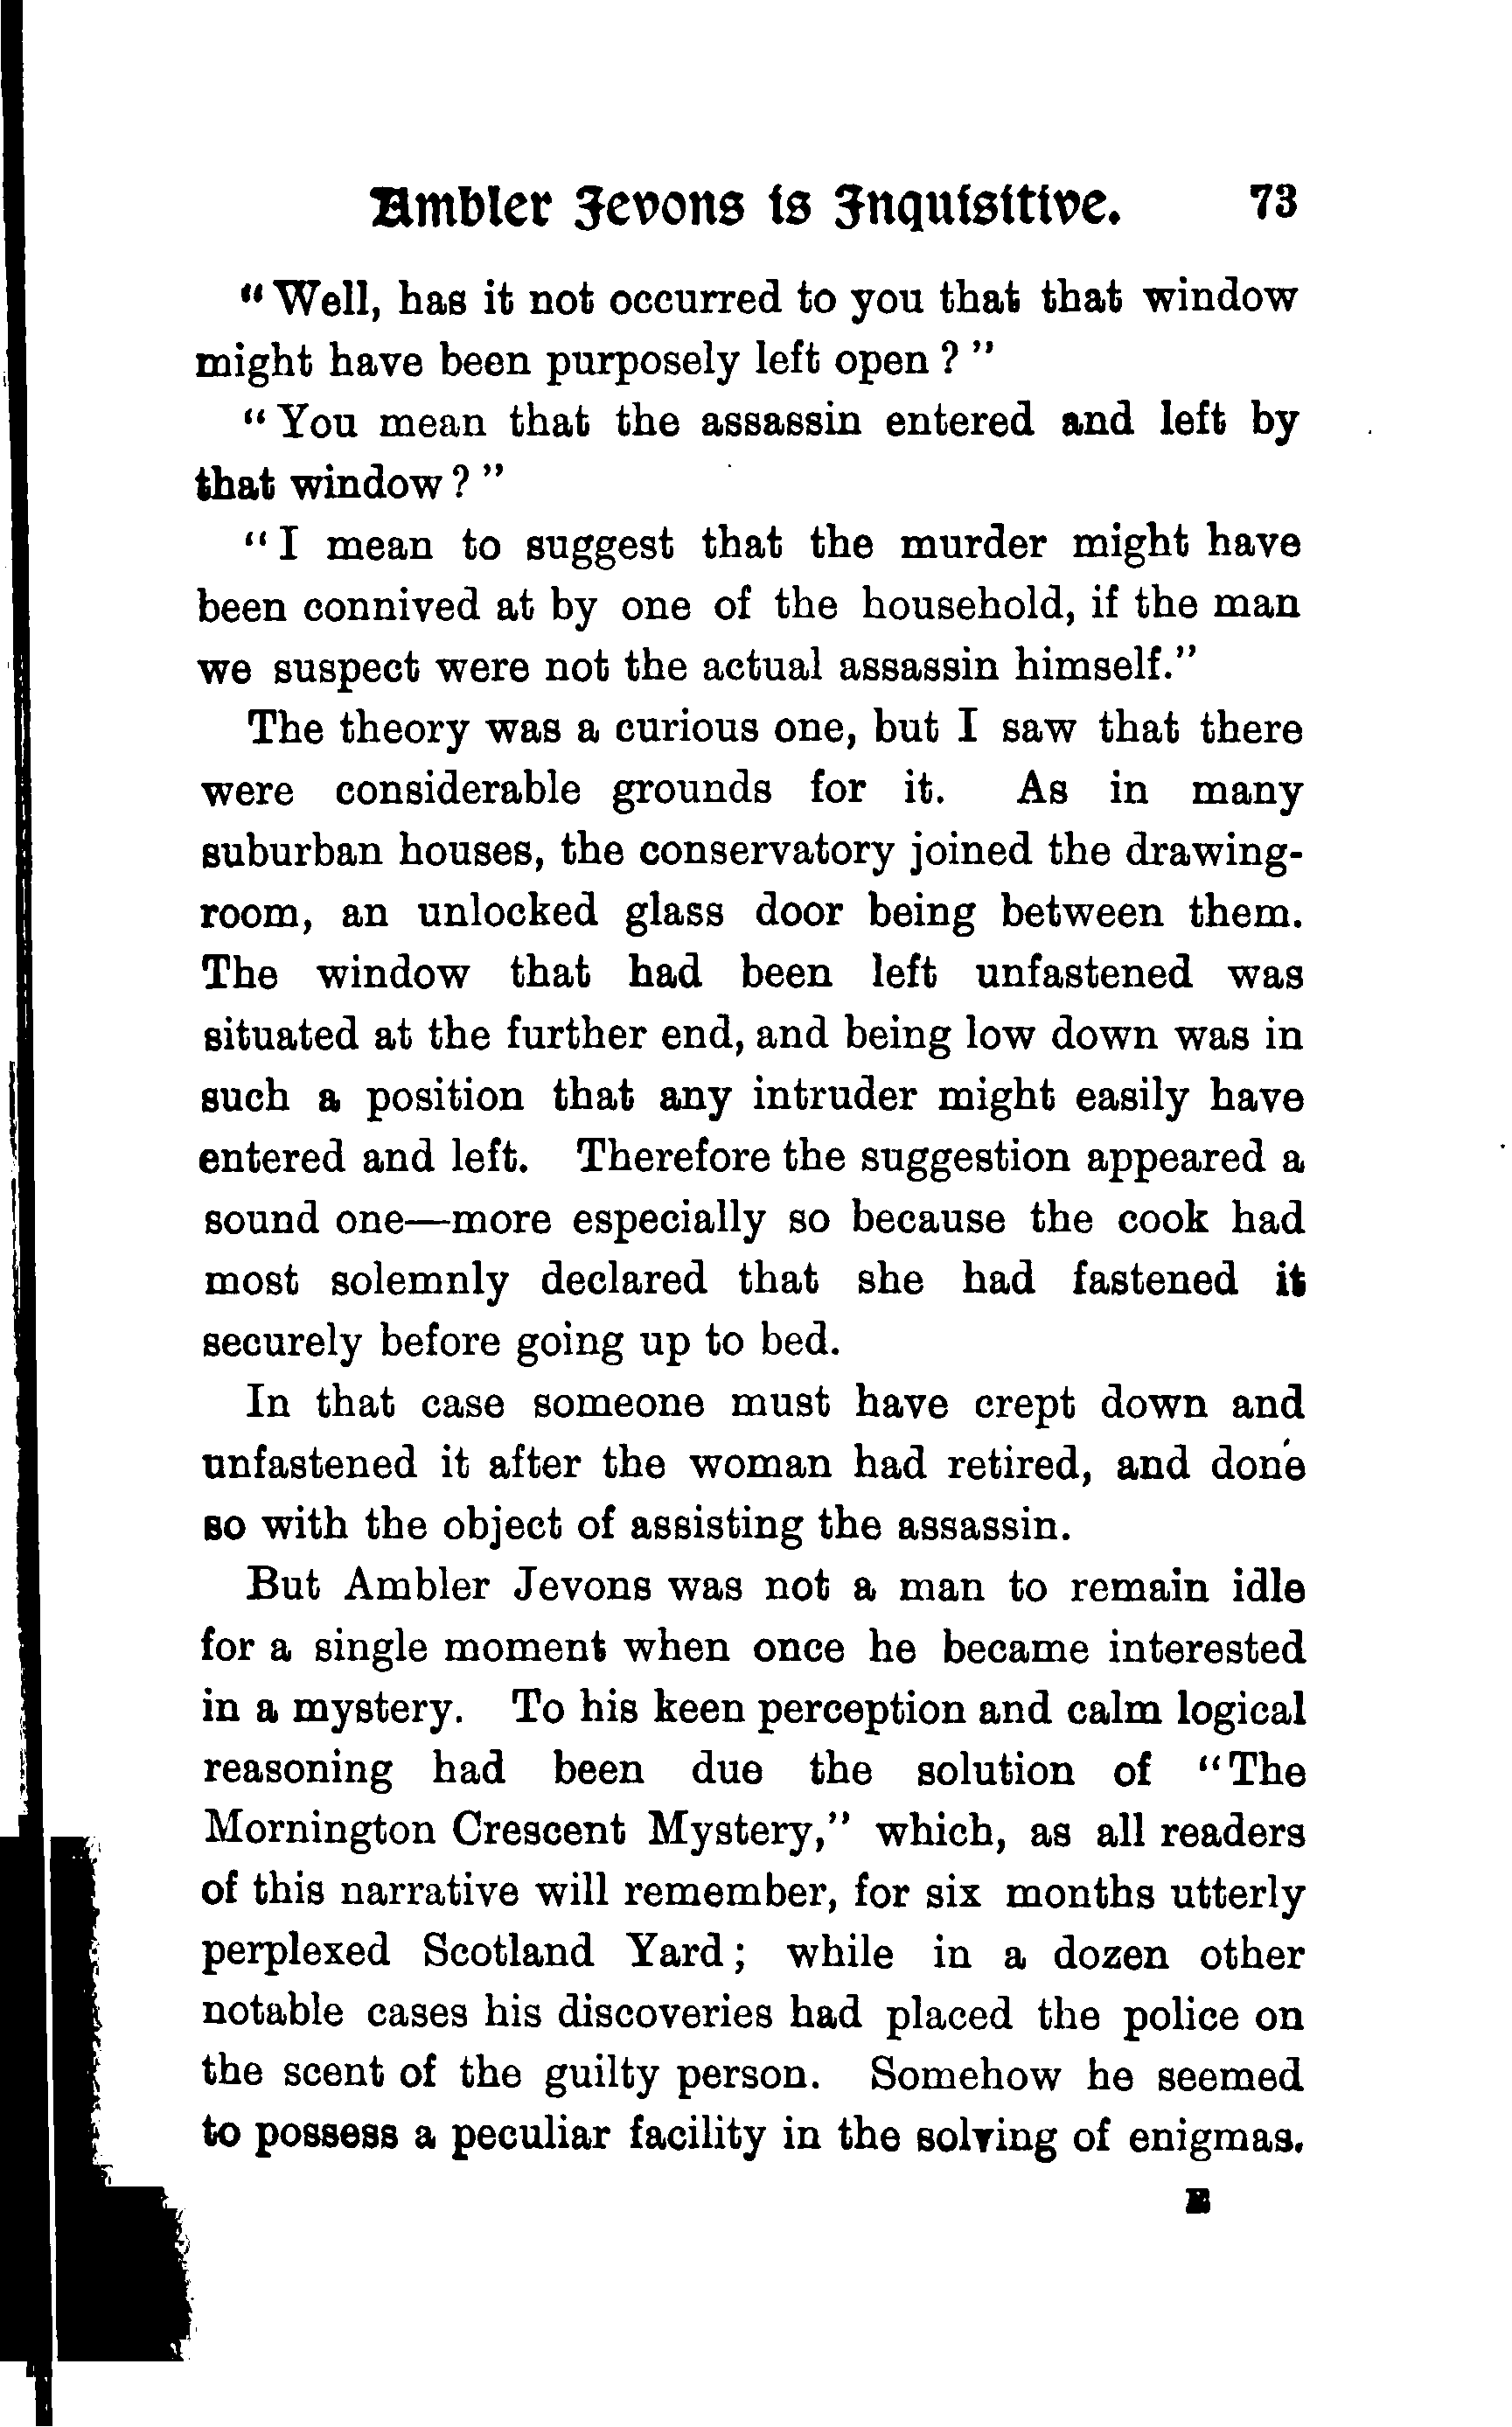 Ambler Jevons is Inquisitive. 73
"Well, has it not occurred to you that that window
might have been purposely left open?"
"You mean that the assassin entered and left by
that window?"
"I mean to suggest that the murder might have
been connived at by one of the household, if the man
we suspect were not the actual assassin himself."
The theory was a curious one, but I saw that there
were considerable grounds for it. As in many
suburban houses, the conservatory joined the drawing-
room, an unlocked glass door being between them.
The window that had been left unfastened was
situated at the further end, and being low down was in
such a position that any intruder might easily have
entered and left. Therefore the suggestion appeared a
sound one—more especially so because the cook had
most solemnly declared that she had fastened it
securely before going up to bed.
In that case someone must have crept down and
unfastened it after the woman had retired, and done
so with the object of assisting the assassin.
But Ambler Jevons was not a man to remain idle
for a single moment when once he became interested
in a mystery. To his keen perception and calm logical
reasoning had been due the solution of "The
Mornington Crescent Mystery," which, as all readers
of this narrative will remember, for six months utterly
perplexed Scotland Yard; while in a dozen other
notable cases his discoveries had placed the police on
the scent of the guilty person. Somehow he seemed
to possess a peculiar facility in the solving of enigmas.